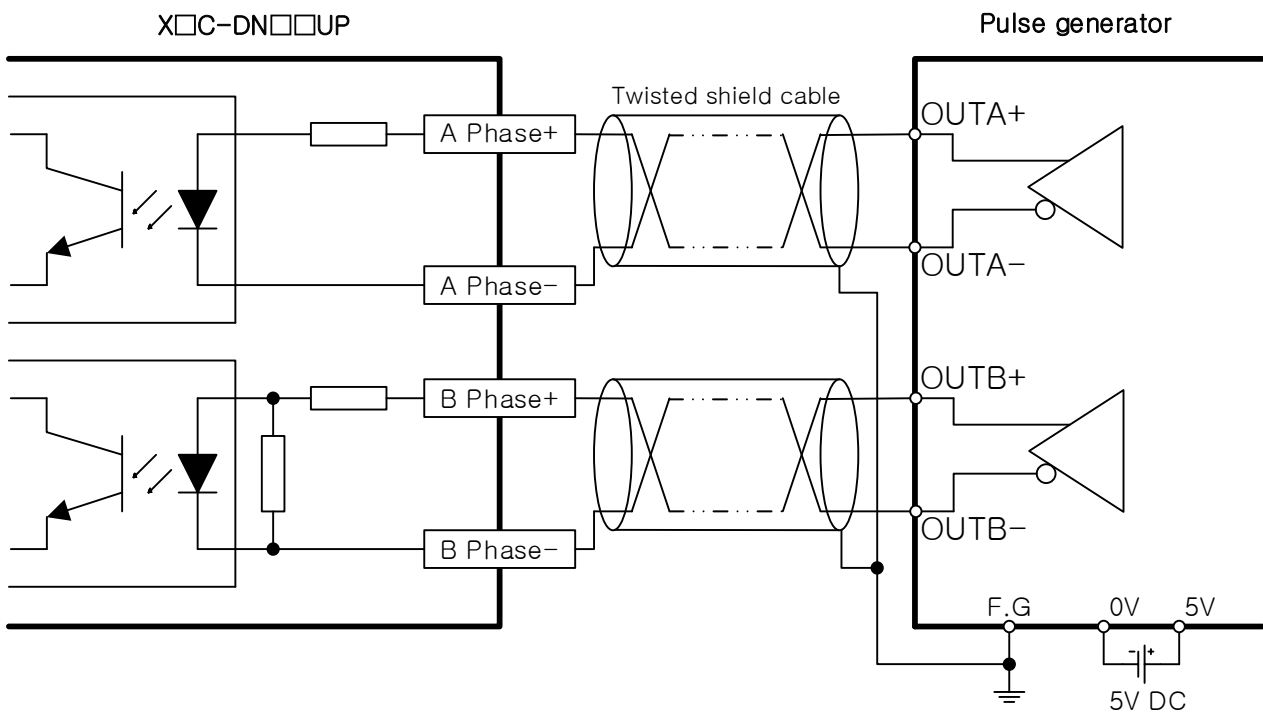 X□C-DN□□UP
Pulse generator
Twisted shield cable
OUTA+
A Phase+
OUTA-
A Phase-
OUTB+
B Phase+
OUTB-
B Phase-
F.G
0V
5V
- +
5V DC